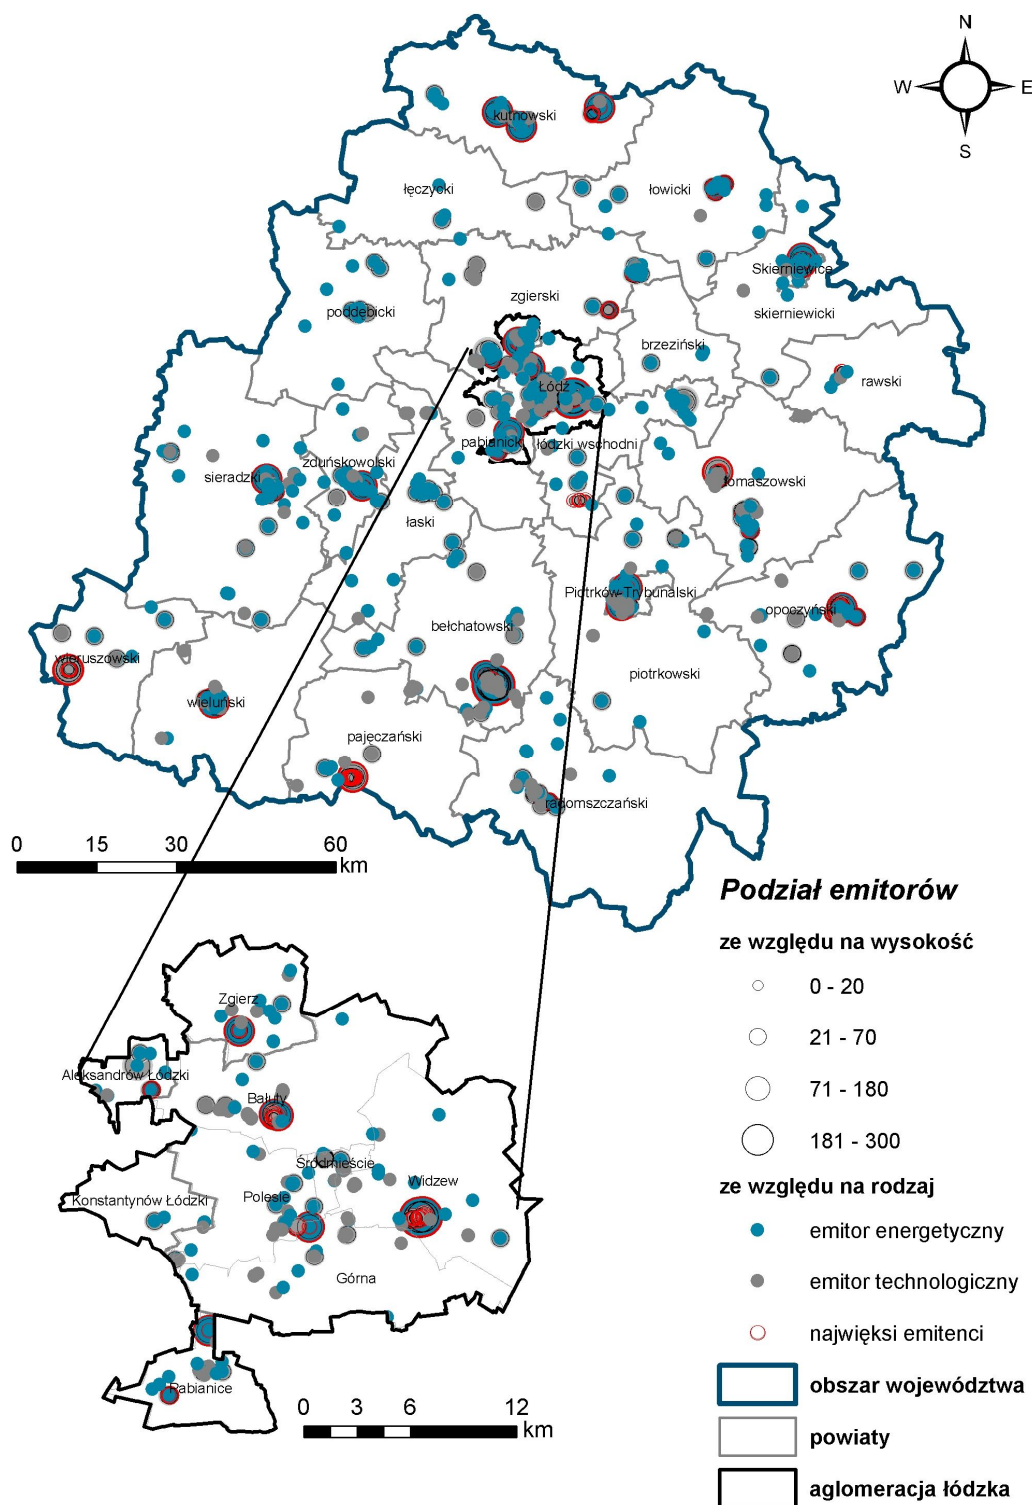 N
W
E
S
kutnowski
łęczycki
łowicki
Skierniewice
zgierski
skierniewicki
poddębicki
brzeziński
rawski
Łódź
pabianicki
łódzki wschodni
zduńskowolski
sieradzki
tomaszowski
łaski
Piotrków Trybunalski
opoczyński
bełchatowski
wieruszowski
piotrkowski
wieluński
pajęczański
radomszczański
0 15 30 60
km
Podział emitorów
ze względu na wysokość
0 - 20
21 - 70
71 - 180
181 - 300
ze względu na rodzaj
emitor energetyczny
emitor technologiczny
najwięksi emitenci
obszar województwa
powiaty
aglomeracja łódzka
Zgierz
Aleksandrów Łódzki
Bałuty
Śródmieście
Widzew
Konstantynów Łódzki
Polesie
Górna
Pabianice
0 3 6 12
km